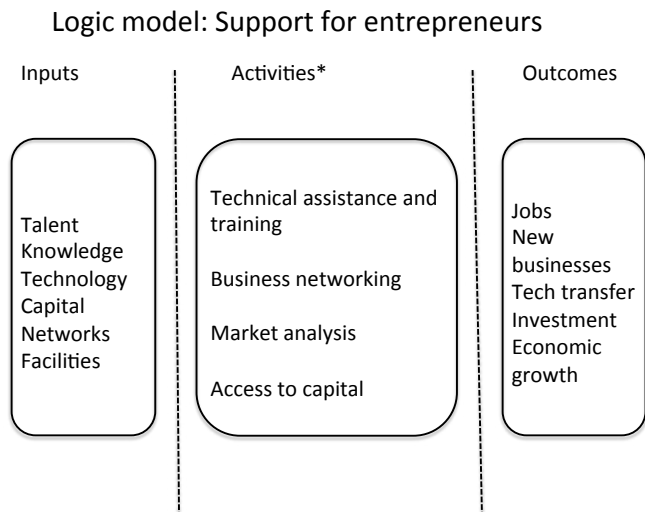 Logic model: Support for entrepreneurs
Inputs
Activities*
Outcomes
Talent
Knowledge
Technology
Capital
Networks
Facilities
Technical assistance and
training
Business networking
Market analysis
Access to capital
Jobs
New
businesses
Tech transfer
Investment
Economic
growth